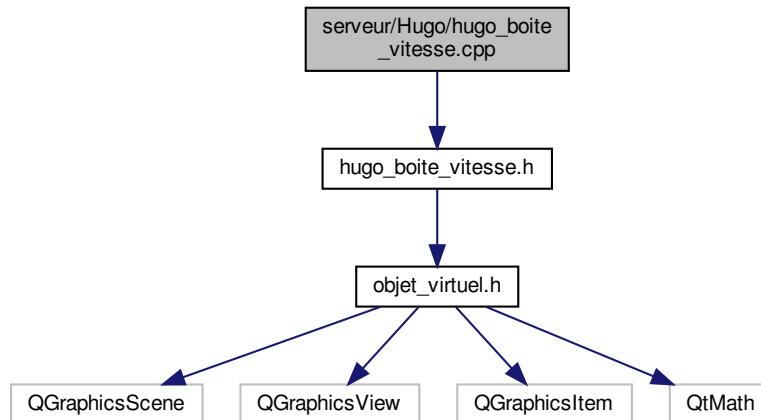 serveur/Hugo/hugo_boite
_vitesse.cpp
hugo_boite_vitesse.h
objet_virtuel.h
QGraphicsScene
QGraphicsView
QGraphicsItem
QtMath